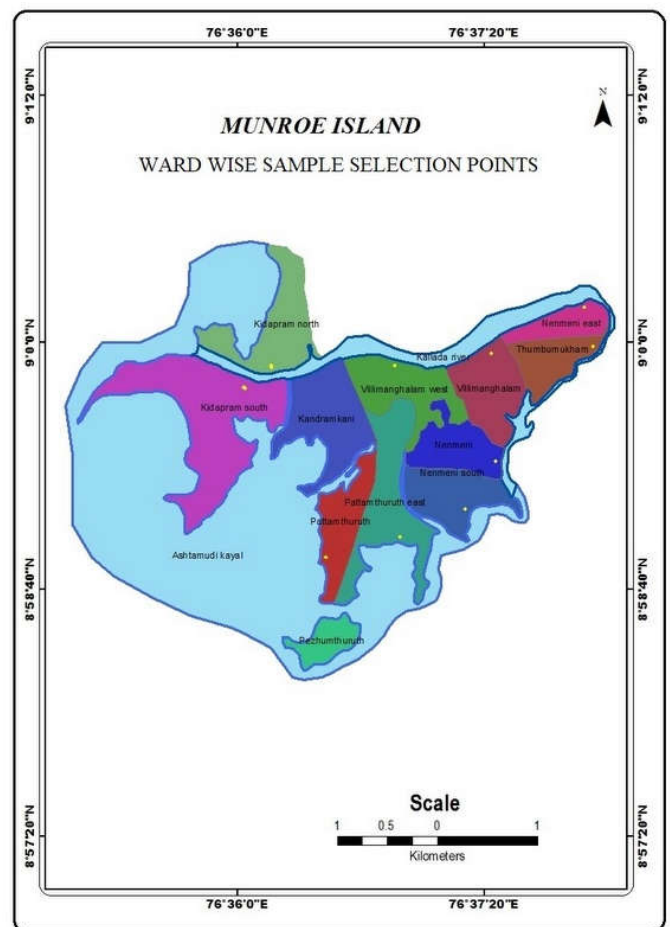 76°36'0"E
76°37'20"E
9°1'20"N
9°1'20"N
N
MUNROE ISLAND
WARD WISE SAMPLE SELECTION POINTS
Kidapram north
Nenmeni east
9°0'0"N
9°0'0"N
Kallada river
Thumbumukham
Villimanghalam west
Villimanghalam
Kidapram south
Kandranikani
Nenmeni
Nenmeni south
Pattamthuruth east
Pattamthuruth
Ashtamudi kayal
8°58'40"N
8°58'40"N
Pezhumthuruth
Scale
1 0.5 0 1
Kilometers
8°57'20"N
8°57'20"N
76°36'0"E
76°37'20"E